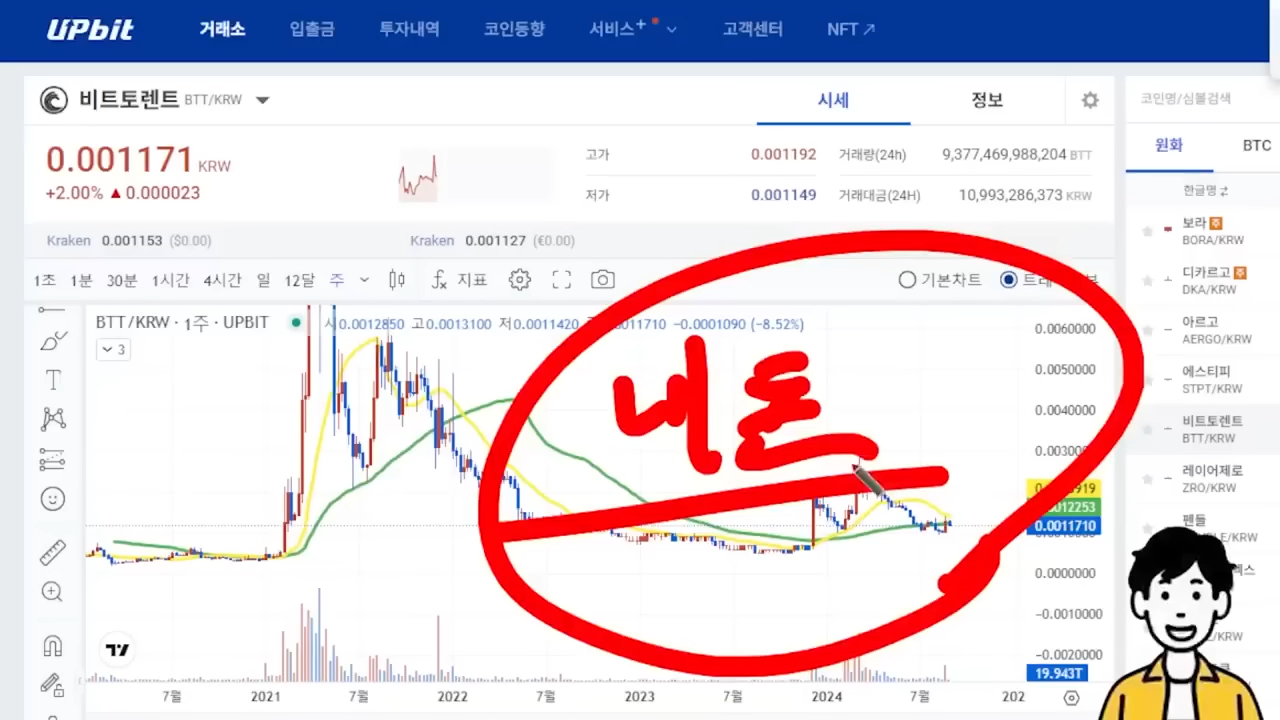 UPbit 거래소 입출금 투자내역 코인동향 서비스+ 고객센터 NFT
비트토렌트 BTT/KRW 시세 정보 코인명/심볼검색
0.001171 KRW
+2.00% ▲ 0.000023
고가 0.001192 거래량(24h) 9,377,469,988,204 BTT
저가 0.001149 거래대금(24H) 10,993,286,373 KRW
Kraken 0.001153 ($0.00) Kraken 0.001127 (€0.00)
원화 BTC
한글명
보라 주
BORA/KRW
디카르고 주
DKA/KRW
아르고
AERGO/KRW
에스티피
STPT/KRW
비트토렌트
BTT/KRW
레이어제로
ZRO/KRW
펜들
1초 1분 30분 1시간 4시간 일 12달 주 지표 기본차트
BTT/KRW · 1주 · UPBIT 시0.0012850 고0.0013100 저0.0011420 −0.0001090 (−8.52%)
3
내돈
0.0060000
0.0050000
0.0040000
0.0011710
0.0000000
−0.0010000
−0.0020000
19.943T
7월 2021 7월 2022 7월 2023 7월 2024 7월